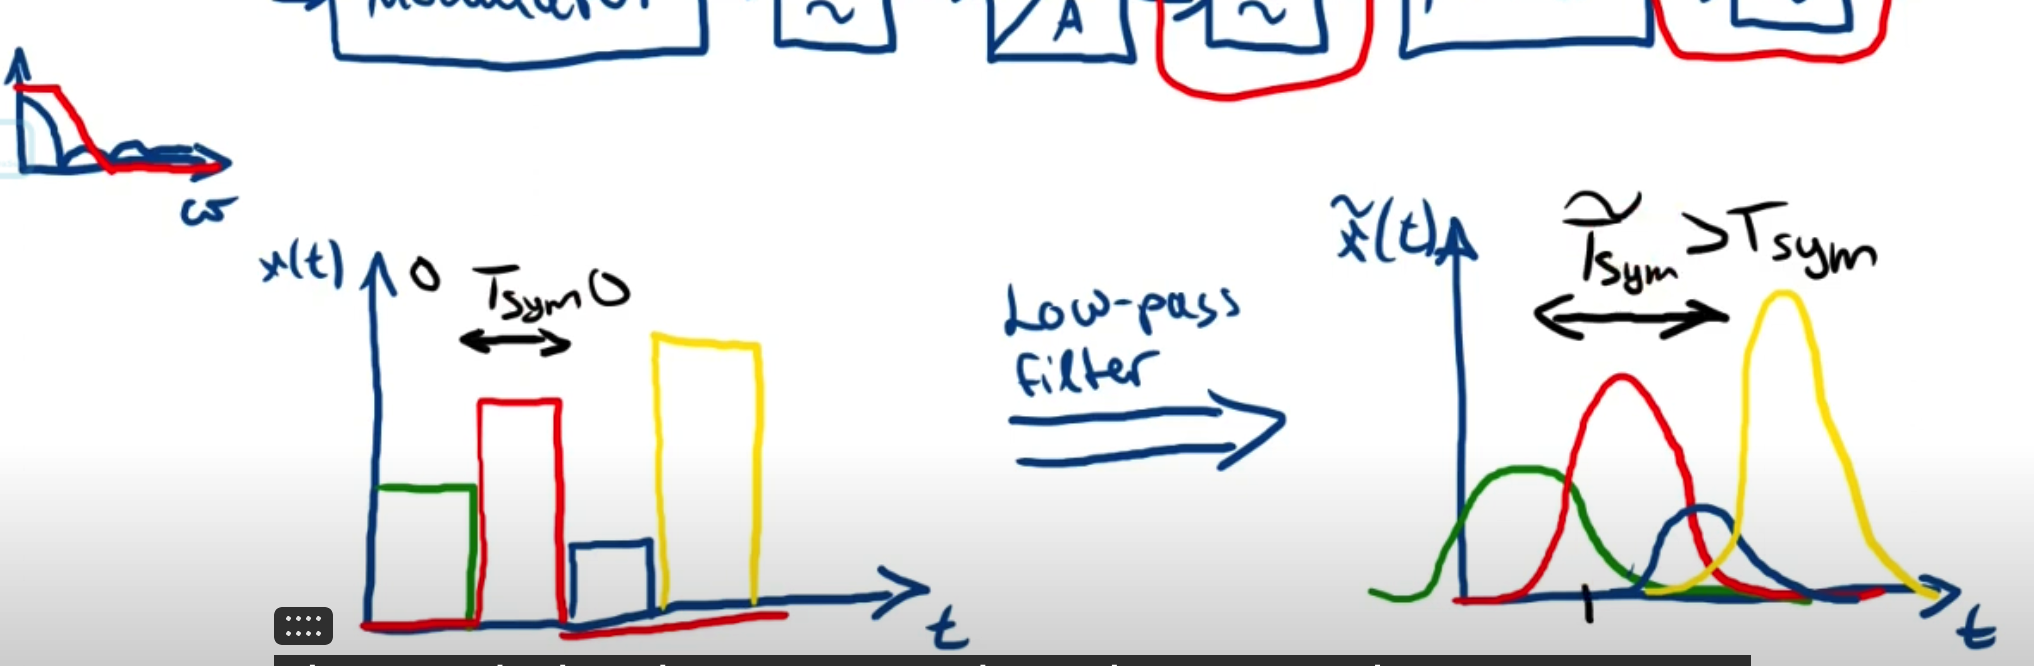 A
ω
x(t)
0 Tsym 0
Low-pass
Filter
x̃(t)
T̃sym > Tsym
t
t